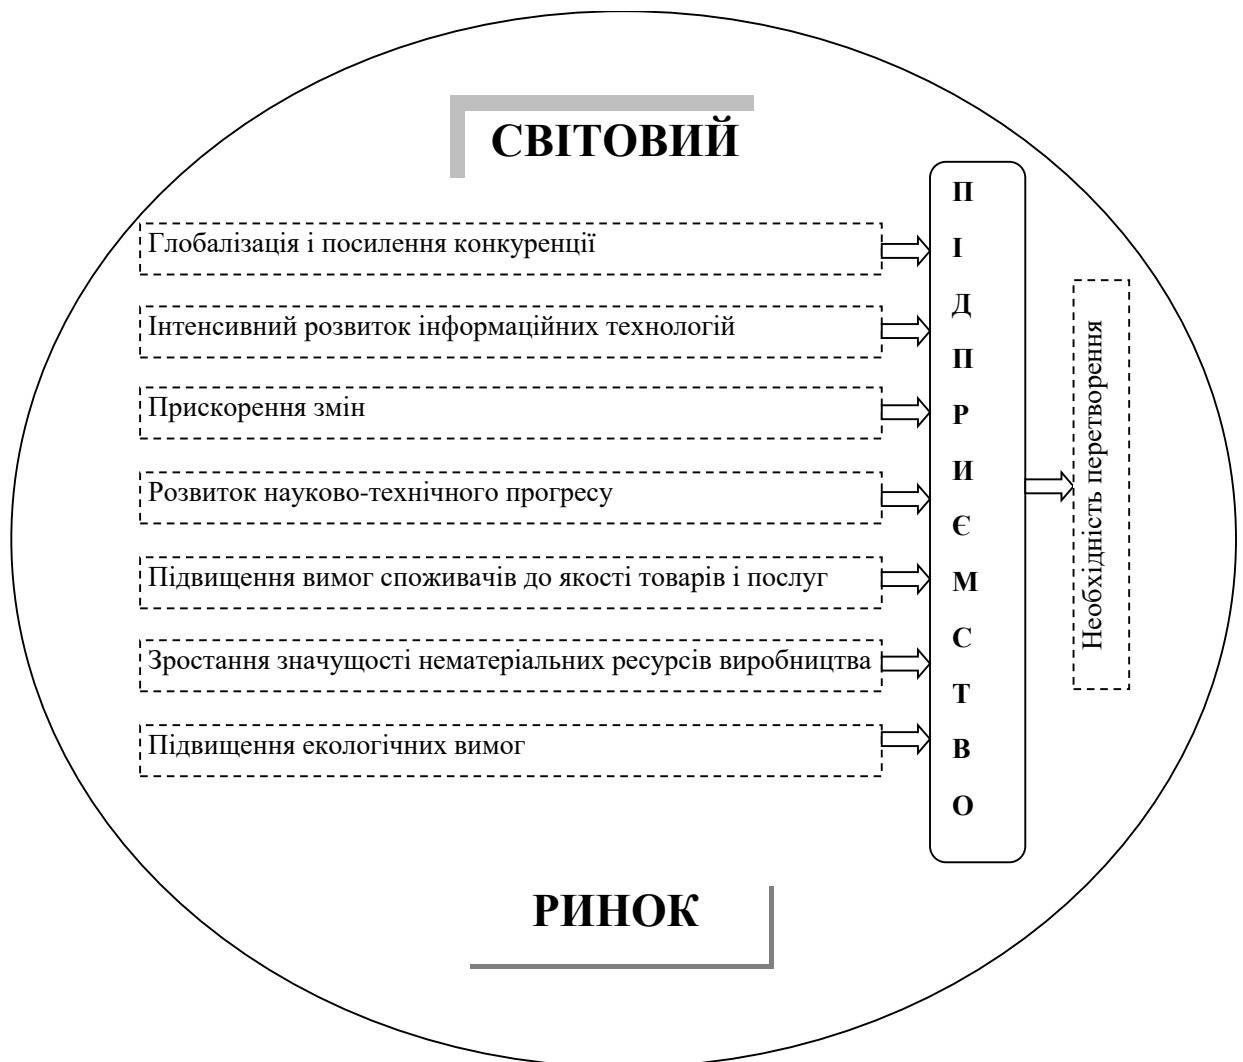 СВІТОВИЙ
Глобалізація і посилення конкуренції
Інтенсивний розвиток інформаційних технологій
Прискорення змін
Розвиток науково-технічного прогресу
Підвищення вимог споживачів до якості товарів і послуг
Зростання значущості нематеріальних ресурсів виробництва
Підвищення екологічних вимог
П
І
Д
П
Р
И
Є
М
С
Т
В
О
Необхідність перетворення
РИНОК